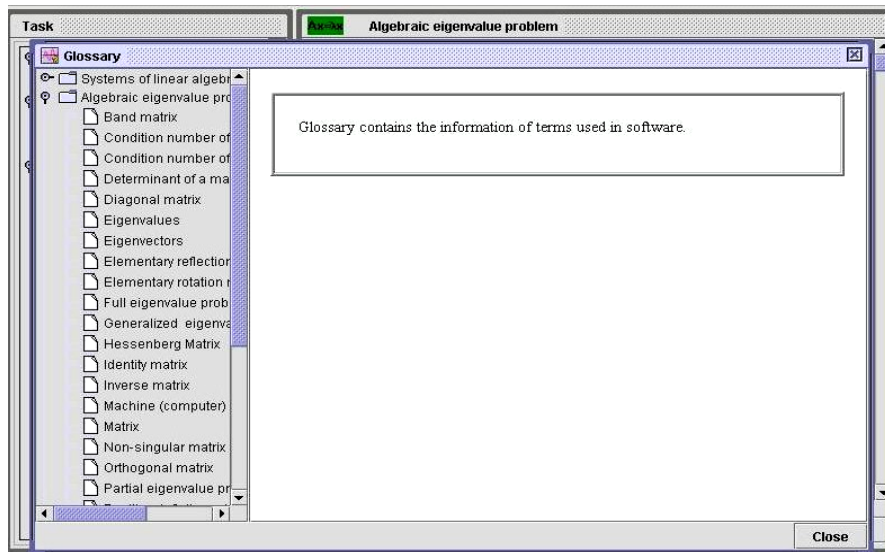 Task
Ax=λx Algebraic eigenvalue problem
Glossary
Systems of linear algebr
Algebraic eigenvalue pro
Band matrix
Condition number of
Condition number of
Determinant of a ma
Diagonal matrix
Eigenvalues
Eigenvectors
Elementary reflection
Elementary rotation r
Full eigenvalue prob
Generalized eigenva
Hessenberg Matrix
Identity matrix
Inverse matrix
Machine (computer)
Matrix
Non-singular matrix
Orthogonal matrix
Partial eigenvalue pr
Glossary contains the information of terms used in software.
Close